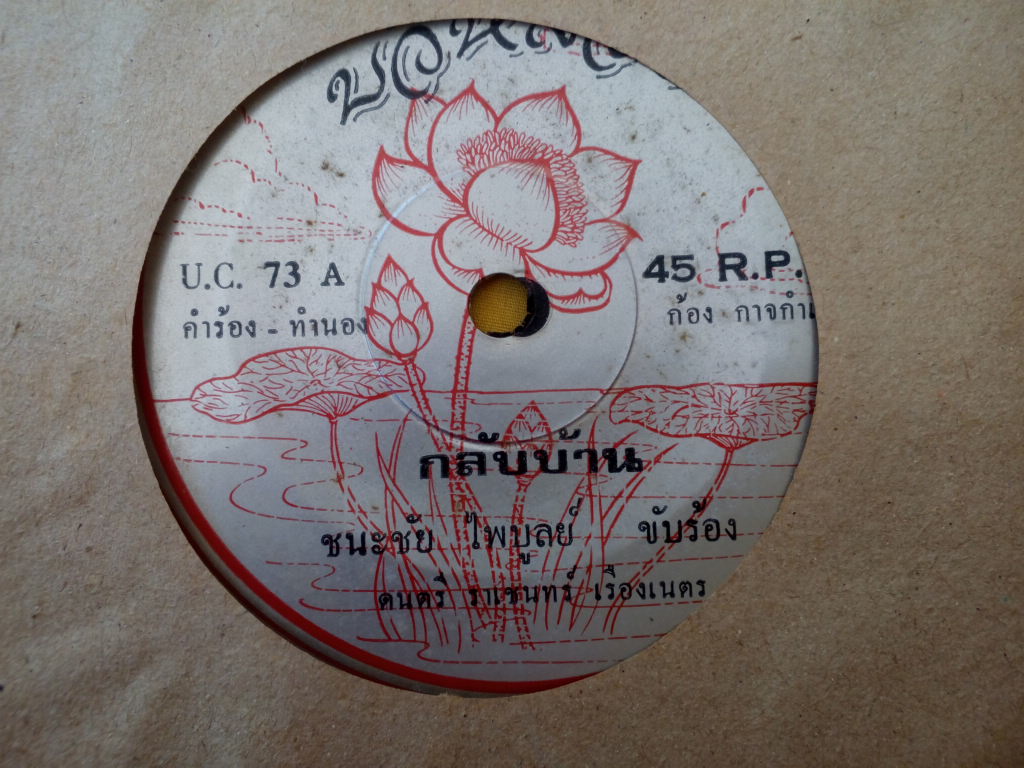 U.C. 73 A
45 R.P.
คำร้อง - ทำนอง
ก้อง
กลับบ้าน
ชนะชัย ไพบูลย์ ขับร้อง
ดนตรี ราเชนทร์ เรืองเนตร